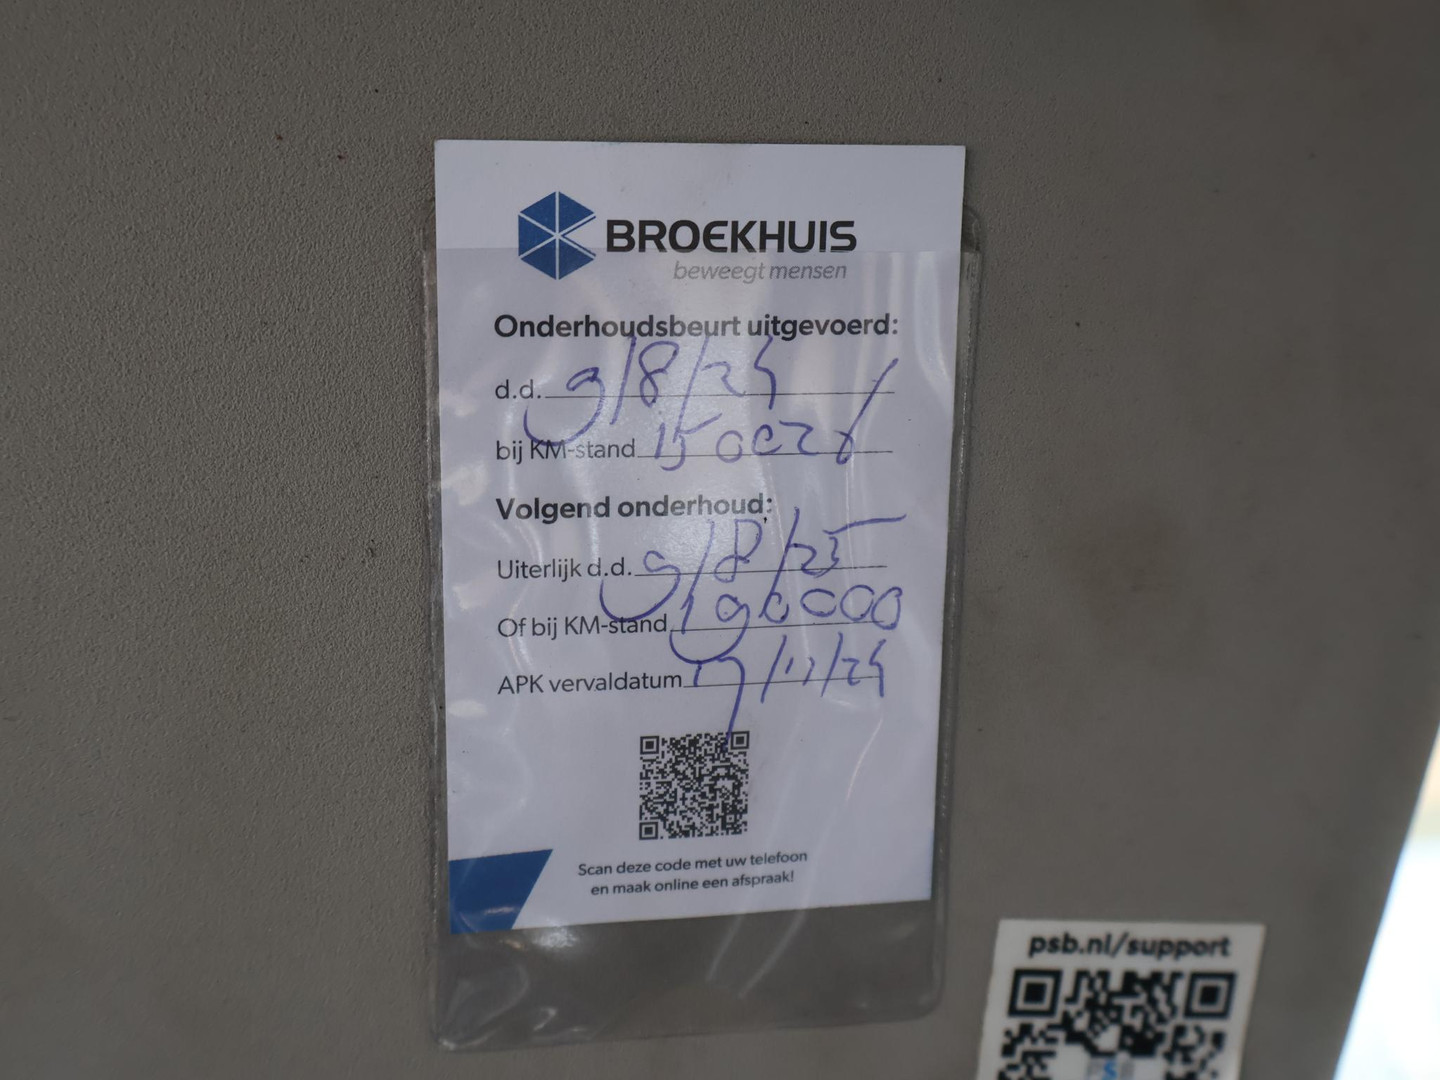 BROEKHUIS
beweegt mensen
Onderhoudsbeurt uitgevoerd:
d.d. 9/8/24
bij KM-stand
Volgend onderhoud:
Uiterlijk d.d. 9/8/25
Of bij KM-stand 190000
APK vervaldatum 19/11/24
Scan deze code met uw telefoon
en maak online een afspraak!
psb.nl/support